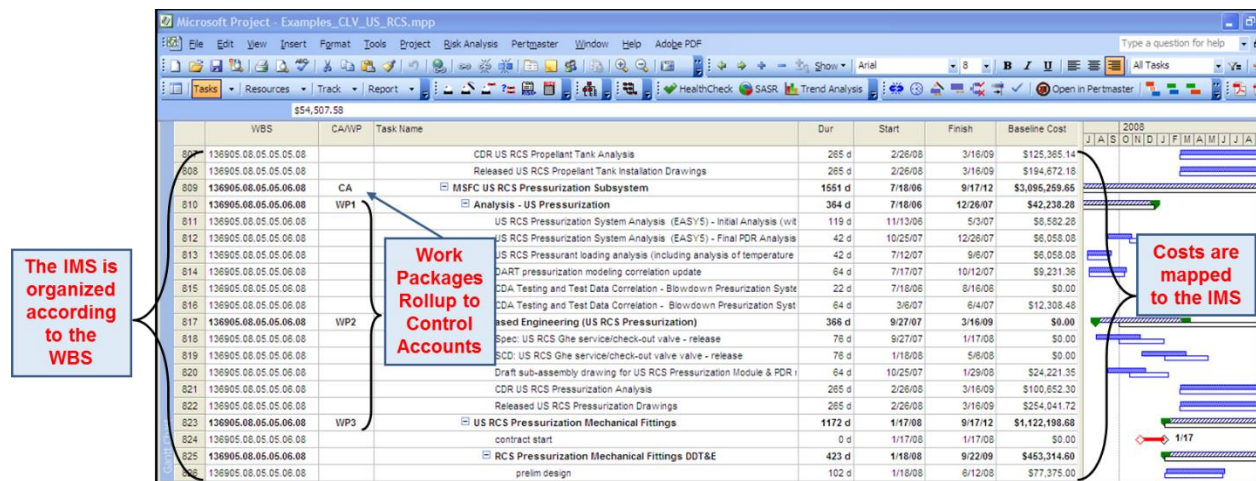 Microsoft Project - Examples_CLV_US_RCS.mpp
File Edit View Insert Format Tools Project Risk Analysis Pertmaster Window Help Adobe PDF Type a question for help
Show Arial 8 B I U All Tasks
Tasks Resources Track Report HealthCheck SASR Trend Analysis Open in Pertmaster
$54,507.58
WBS CA/WP Task Name Dur Start Finish Baseline Cost 2008
J A S O N D J F M A M J J A
807 136905.08.05.05.05.08 CDR US RCS Propellant Tank Analysis 265 d 2/26/08 3/16/09 $125,365.14
808 136905.08.05.05.05.08 Released US RCS Propellant Tank Installation Drawings 265 d 2/26/08 3/16/09 $194,672.18
809 136905.08.05.05.06.08 CA MSFC US RCS Pressurization Subsystem 1551 d 7/18/06 9/17/12 $3,095,259.65
810 136905.08.05.05.06.08 WP1 Analysis - US Pressurization 364 d 7/18/06 12/26/07 $42,238.28
811 136905.08.05.05.06.08 US RCS Pressurization System Analysis (EASY5) - Initial Analysis (wit 119 d 11/13/06 5/3/07 $8,582.28
812 136905.08.05.05.06.08 US RCS Pressurization System Analysis (EASY5) - Final PDR Analysis 42 d 10/25/07 12/26/07 $6,058.08
813 136905.08.05.05.06.08 US RCS Pressurant loading analysis (including analysis of temperature 42 d 7/12/07 9/6/07 $6,058.08
814 136905.08.05.05.06.08 DART pressurization modeling correlation update 64 d 7/17/07 10/12/07 $9,231.36
815 136905.08.05.05.06.08 CDA Testing and Test Data Correlation - Blowdown Presurization Syste 22 d 7/18/06 8/16/06 $0.00
816 136905.08.05.05.06.08 CDA Testing and Test Data Correlation - Blowdown Presurization Syst 64 d 3/6/07 6/4/07 $12,308.48
817 136905.08.05.05.06.08 WP2 ased Engineering (US RCS Pressurization) 366 d 9/27/07 3/16/09 $0.00
818 136905.08.05.05.06.08 Spec: US RCS Ghe service/check-out valve - release 76 d 9/27/07 1/17/08 $0.00
819 136905.08.05.05.06.08 SCD: US RCS Ghe service/check-out valve valve - release 76 d 1/18/08 5/6/08 $0.00
820 136905.08.05.05.06.08 Draft sub-assembly drawing for US RCS Pressurization Module & PDR 64 d 10/25/07 1/29/08 $24,221.35
821 136905.08.05.05.06.08 CDR US RCS Pressurization Analysis 265 d 2/26/08 3/16/09 $100,652.30
822 136905.08.05.05.06.08 Released US RCS Pressurization Drawings 265 d 2/26/08 3/16/09 $254,041.72
823 136905.08.05.05.06.08 WP3 US RCS Pressurization Mechanical Fittings 1172 d 1/17/08 9/17/12 $1,122,198.68
824 136905.08.05.05.06.08 contract start 0 d 1/17/08 1/17/08 $0.00 1/17
825 136905.08.05.05.06.08 RCS Pressurization Mechanical Fittings DDT&E 423 d 1/18/08 9/22/09 $453,314.60
826 136905.08.05.05.06.08 prelim design 102 d 1/18/08 6/12/08 $77,375.00
The IMS is
organized
according
to the
WBS
Work
Packages
Rollup to
Control
Accounts
Costs are
mapped
to the IMS